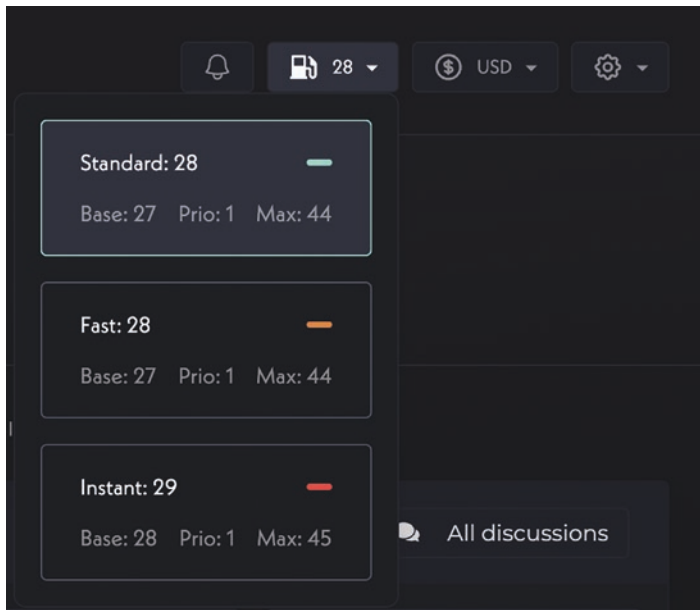 28
USD
Standard: 28
Base: 27 Prio: 1 Max: 44
Fast: 28
Base: 27 Prio: 1 Max: 44
Instant: 29
Base: 28 Prio: 1 Max: 45
All discussions